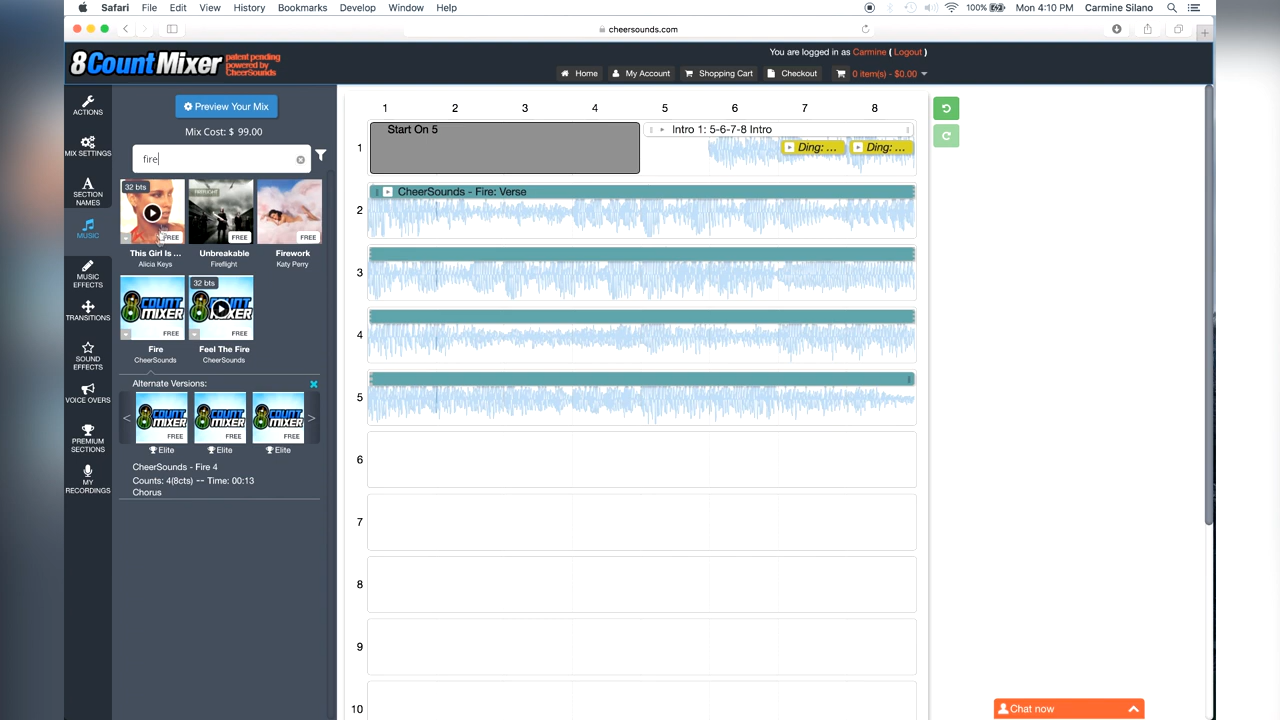 Safari File Edit View History Bookmarks Develop Window Help 100% Mon 4:10 PM Carmine Silano
cheersounds.com
8CountMixer patent pending powered by CheerSounds
You are logged in as Carmine ( Logout )
Home My Account Shopping Cart Checkout 0 item(s) - $0.00
ACTIONS
MIX SETTINGS
SECTION NAMES
MUSIC
MUSIC EFFECTS
TRANSITIONS
SOUND EFFECTS
VOICE OVERS
PREMIUM SECTIONS
MY RECORDINGS
Preview Your Mix
Mix Cost: $ 99.00
fire
32 bts
FREE FREE FREE
This Girl Is ... Unbreakable Firework
Alicia Keys Fireflight Katy Perry
32 bts
8COUNT MIXER 8COUNT MIXER
FREE FREE
Fire Feel The Fire
CheerSounds CheerSounds
Alternate Versions:
< >
FREE FREE FREE
Elite Elite Elite
CheerSounds - Fire 4
Counts: 4(8cts) -- Time: 00:13
Chorus
1 2 3 4 5 6 7 8
1 Start On 5 Intro 1: 5-6-7-8 Intro
Ding: ... Ding: ...
2 CheerSounds - Fire: Verse
3
4
5
6
7
8
9
10
Chat now